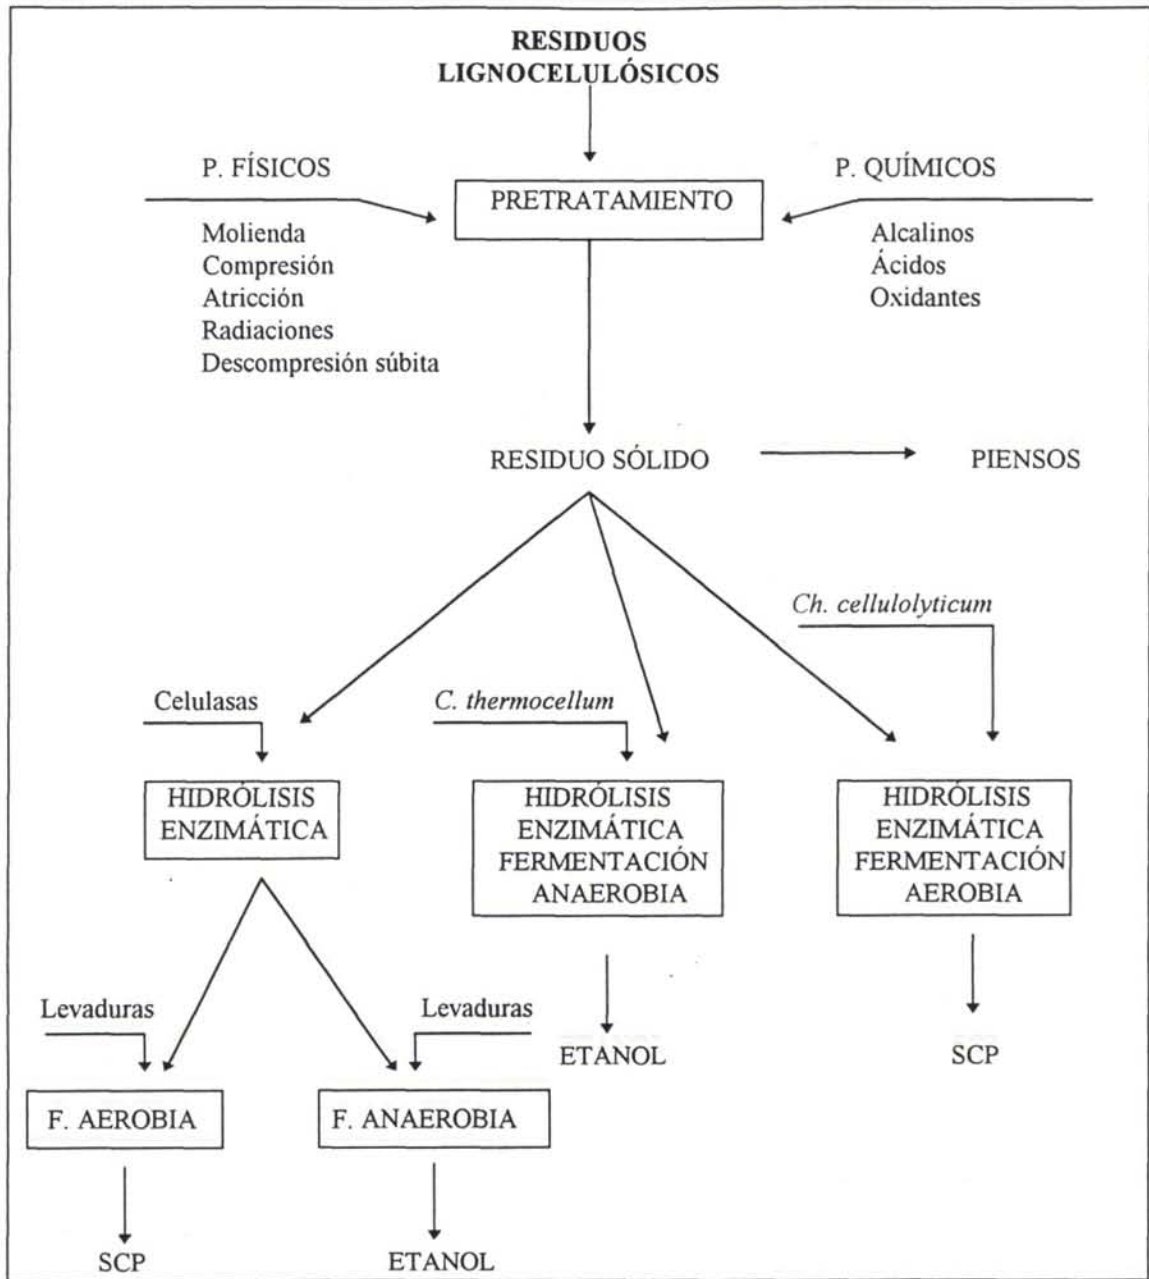 RESIDUOS
LIGNOCELULÓSICOS
P. FÍSICOS
P. QUÍMICOS
PRETRATAMIENTO
Molienda
Compresión
Atricción
Radiaciones
Descompresión súbita
Alcalinos
Ácidos
Oxidantes
RESIDUO SÓLIDO
PIENSOS
Ch. cellulolyticum
Celulasas
C. thermocellum
HIDRÓLISIS
ENZIMÁTICA
HIDRÓLISIS
ENZIMÁTICA
FERMENTACIÓN
ANAEROBIA
HIDRÓLISIS
ENZIMÁTICA
FERMENTACIÓN
AEROBIA
Levaduras
Levaduras
ETANOL
SCP
F. AEROBIA
F. ANAEROBIA
SCP
ETANOL